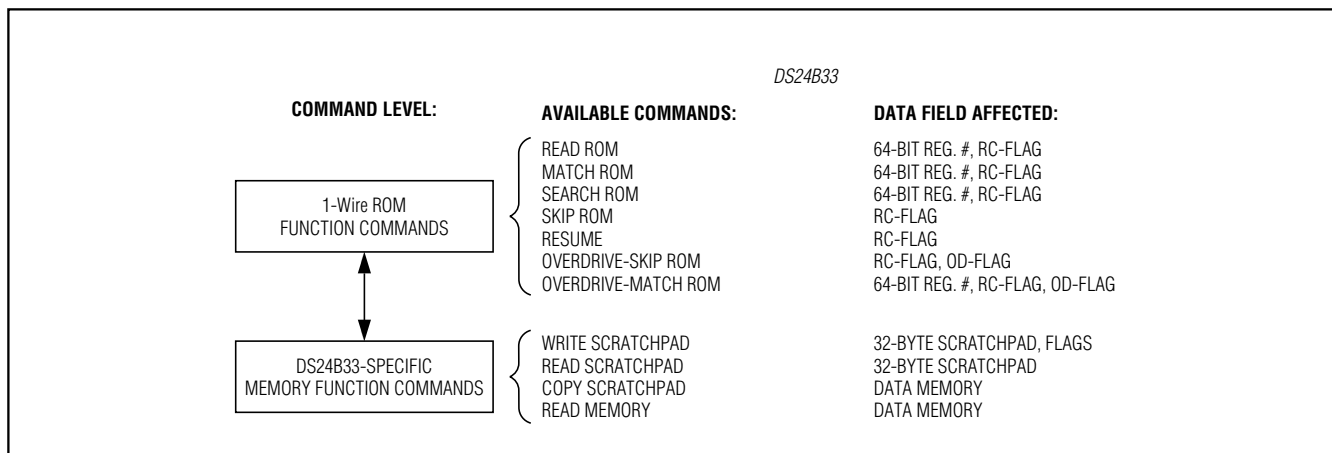 DS24B33
COMMAND LEVEL: AVAILABLE COMMANDS: DATA FIELD AFFECTED:
1-Wire ROM
FUNCTION COMMANDS
READ ROM 64-BIT REG. #, RC-FLAG
MATCH ROM 64-BIT REG. #, RC-FLAG
SEARCH ROM 64-BIT REG. #, RC-FLAG
SKIP ROM RC-FLAG
RESUME RC-FLAG
OVERDRIVE-SKIP ROM RC-FLAG, OD-FLAG
OVERDRIVE-MATCH ROM 64-BIT REG. #, RC-FLAG, OD-FLAG
DS24B33-SPECIFIC
MEMORY FUNCTION COMMANDS
WRITE SCRATCHPAD 32-BYTE SCRATCHPAD, FLAGS
READ SCRATCHPAD 32-BYTE SCRATCHPAD
COPY SCRATCHPAD DATA MEMORY
READ MEMORY DATA MEMORY